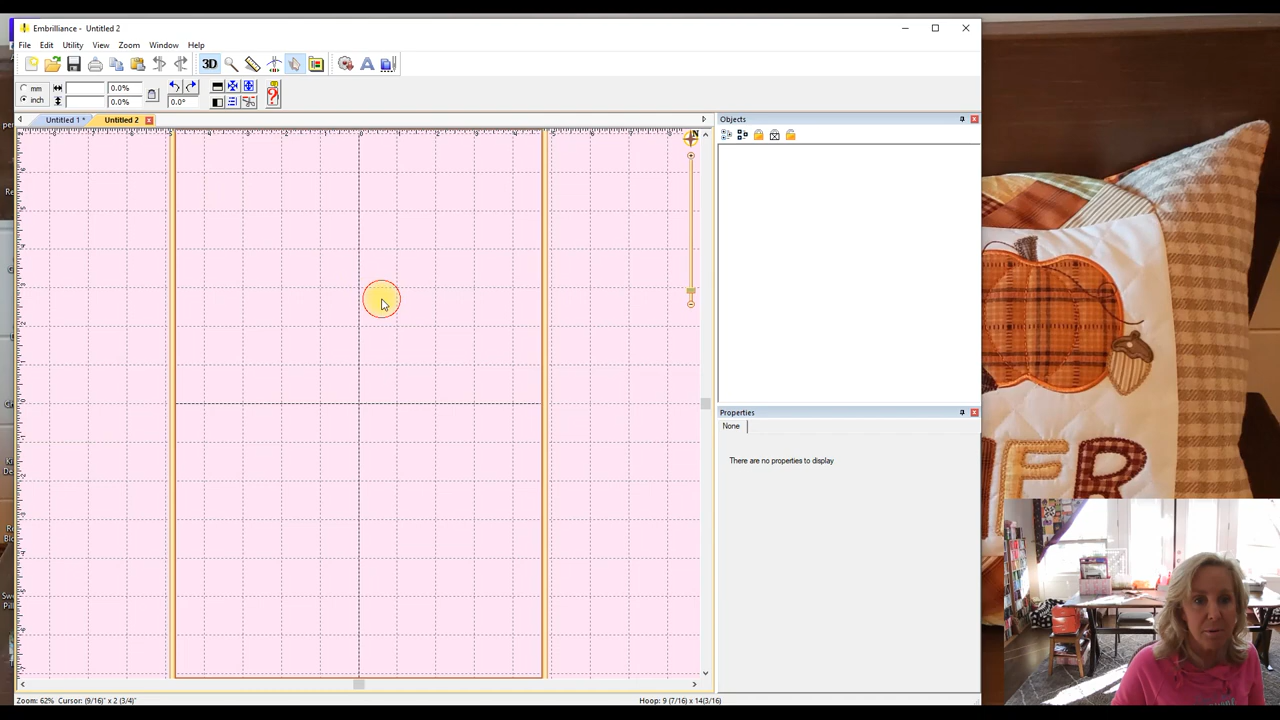 Embrilliance - Untitled 2
File Edit Utility View Zoom Window Help
3D A
mm 0.0%
inch 0.0% 0.0°
Untitled 1 * Untitled 2
Objects
N
Properties
None
There are no properties to display
FR
Zoom: 62% Cursor: (9/16)" x 2 (3/4)" Hoop: 9 (7/16) x 14(3/16)